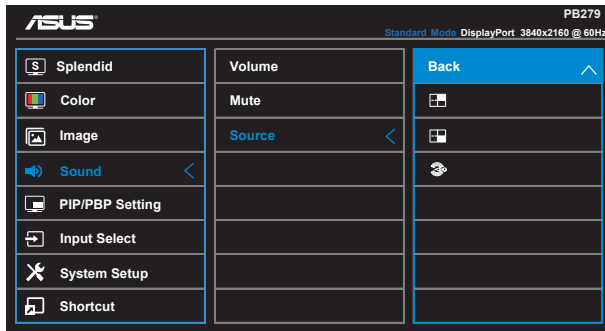 ASUS
PB279
Standard Mode DisplayPort 3840x2160 @ 60Hz
S Splendid
Color
Image
Sound
PIP/PBP Setting
Input Select
System Setup
Shortcut
Volume
Mute
Source
Back
3